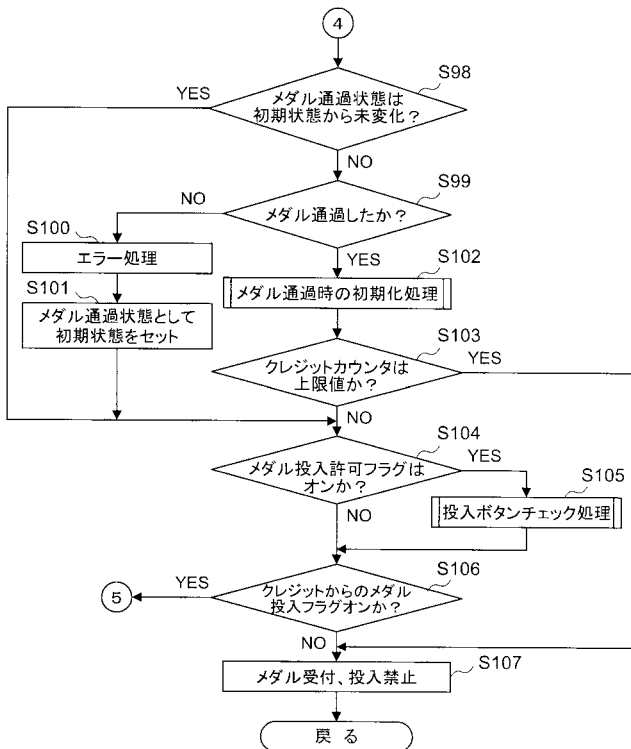 4
S98
YES
メダル通過状態は
初期状態から未変化？
NO
S99
NO
メダル通過したか？
S100
YES
S102
エラー処理
メダル通過時の初期化処理
S101
メダル通過状態として
初期状態をセット
S103
クレジットカウンタは
上限値か？
YES
NO
S104
メダル投入許可フラグは
オンか？
YES
S105
投入ボタンチェック処理
NO
S106
5
YES
クレジットからのメダル
投入フラグオンか？
NO
S107
メダル受付、投入禁止
戻 る